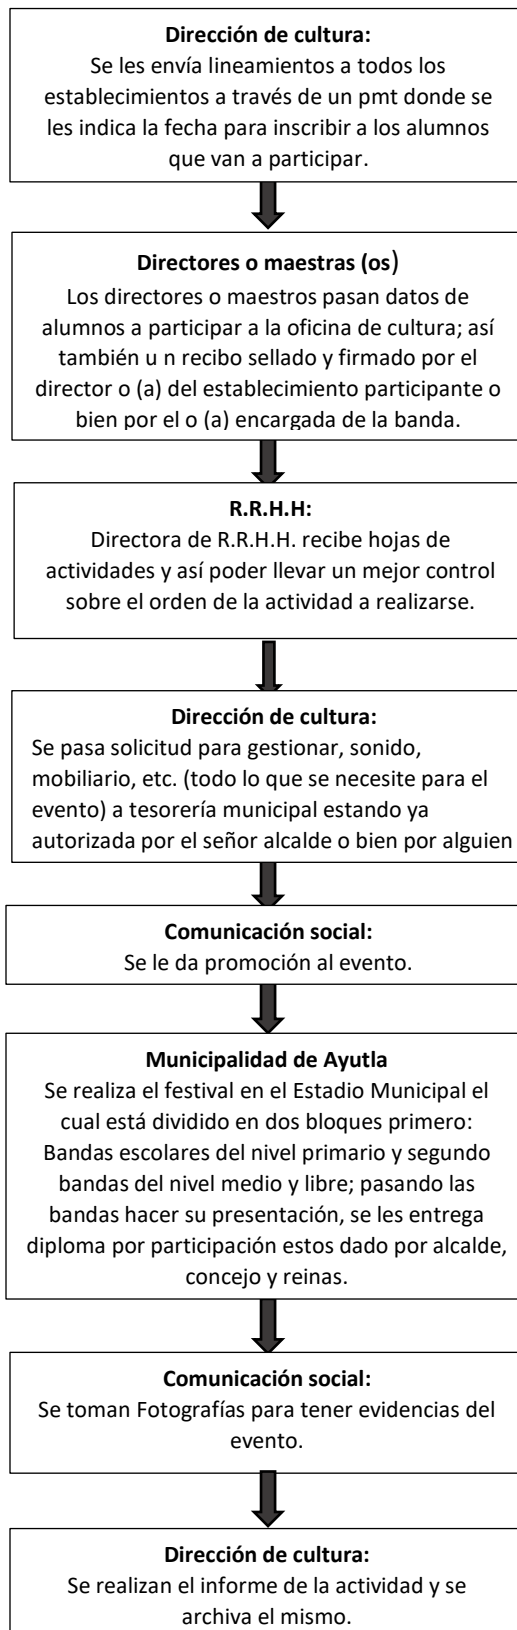 Dirección de cultura:
Se les envía lineamientos a todos los
establecimientos a través de un pmt donde se
les indica la fecha para inscribir a los alumnos
que van a participar.
Directores o maestras (os)
Los directores o maestros pasan datos de
alumnos a participar a la oficina de cultura; así
también u n recibo sellado y firmado por el
director o (a) del establecimiento participante o
bien por el o (a) encargada de la banda.
R.R.H.H:
Directora de R.R.H.H. recibe hojas de
actividades y así poder llevar un mejor control
sobre el orden de la actividad a realizarse.
Dirección de cultura:
Se pasa solicitud para gestionar, sonido,
mobiliario, etc. (todo lo que se necesite para el
evento) a tesorería municipal estando ya
autorizada por el señor alcalde o bien por alguien
Comunicación social:
Se le da promoción al evento.
Municipalidad de Ayutla
Se realiza el festival en el Estadio Municipal el
cual está dividido en dos bloques primero:
Bandas escolares del nivel primario y segundo
bandas del nivel medio y libre; pasando las
bandas hacer su presentación, se les entrega
diploma por participación estos dado por alcalde,
concejo y reinas.
Comunicación social:
Se toman Fotografías para tener evidencias del
evento.
Dirección de cultura:
Se realizan el informe de la actividad y se
archiva el mismo.